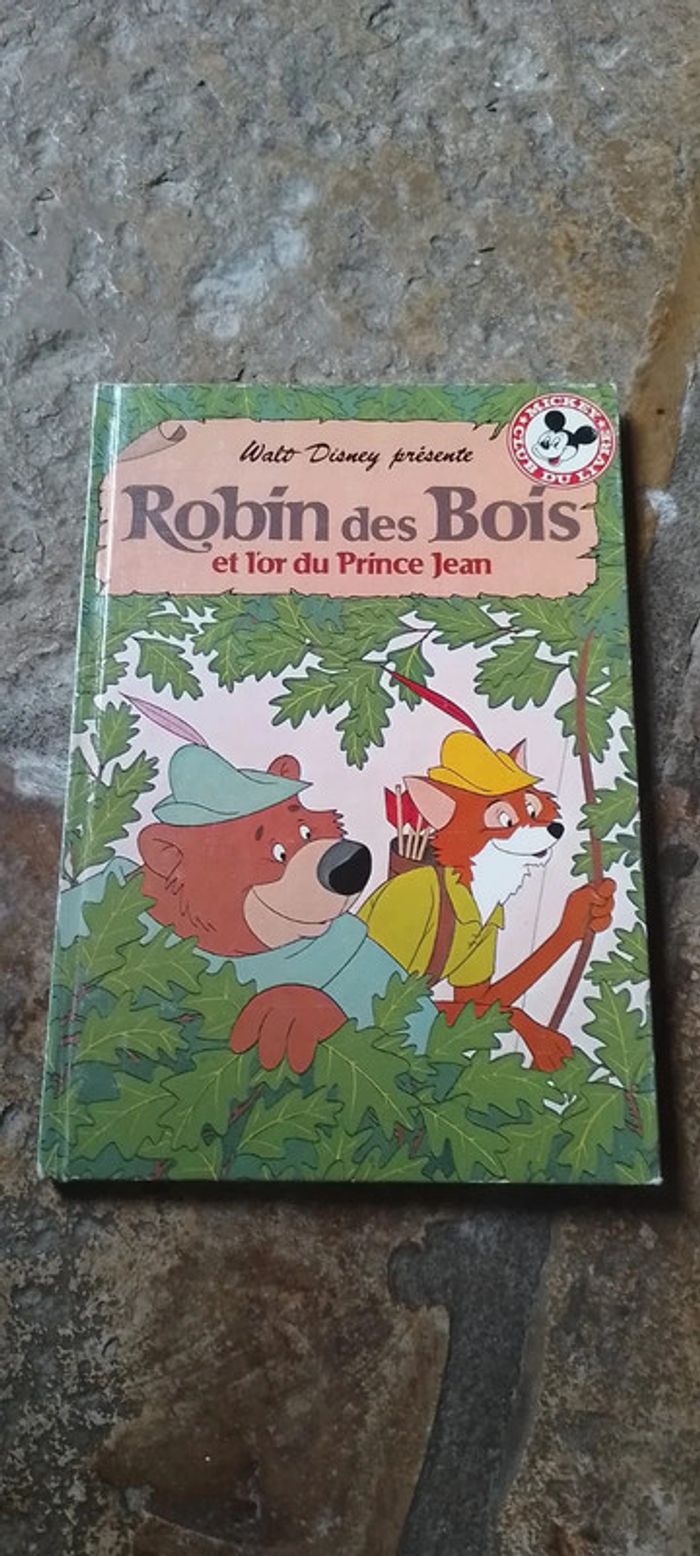 Walt Disney présente
Robin des Bois
et l'or du Prince Jean
MICKEY
CLUB DU LIVRE